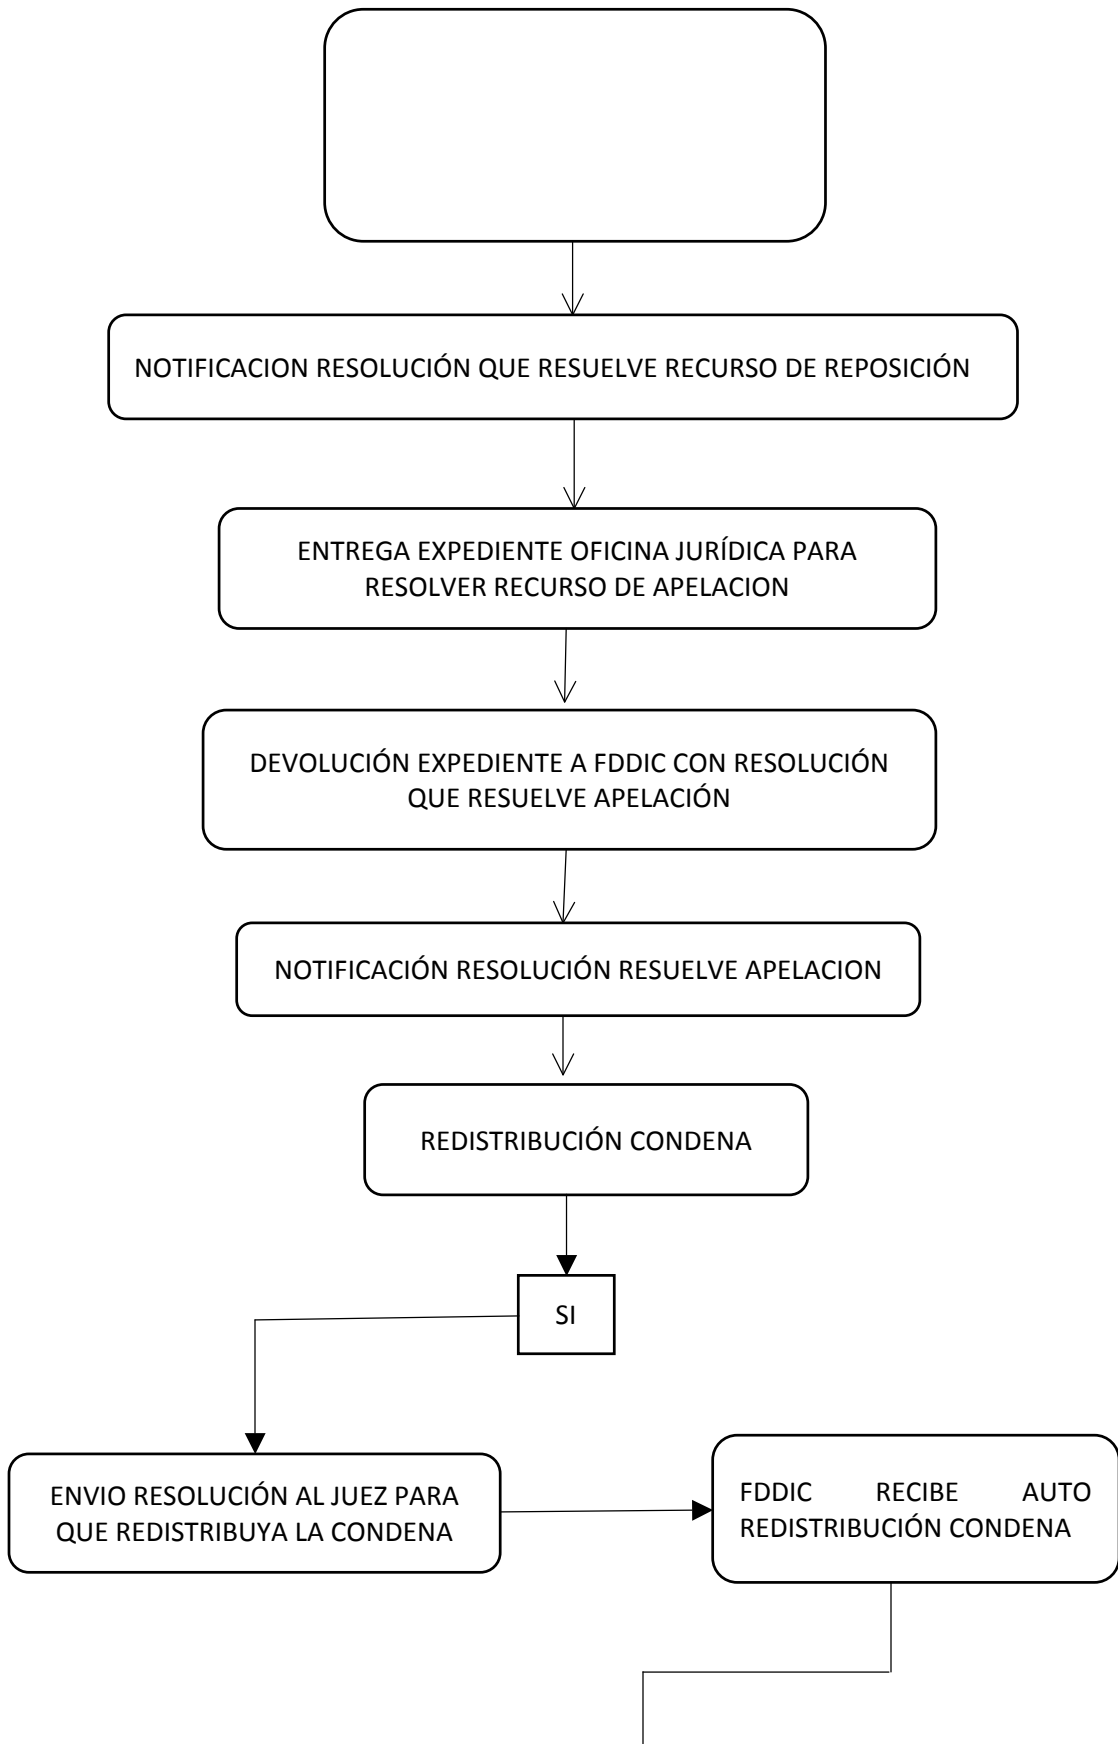 NOTIFICACION RESOLUCIÓN QUE RESUELVE RECURSO DE REPOSICIÓN
ENTREGA EXPEDIENTE OFICINA JURÍDICA PARA
RESOLVER RECURSO DE APELACION
DEVOLUCIÓN EXPEDIENTE A FDDIC CON RESOLUCIÓN
QUE RESUELVE APELACIÓN
NOTIFICACIÓN RESOLUCIÓN RESUELVE APELACION
REDISTRIBUCIÓN CONDENA
SI
ENVIO RESOLUCIÓN AL JUEZ PARA
QUE REDISTRIBUYA LA CONDENA
FDDIC RECIBE AUTO
REDISTRIBUCIÓN CONDENA